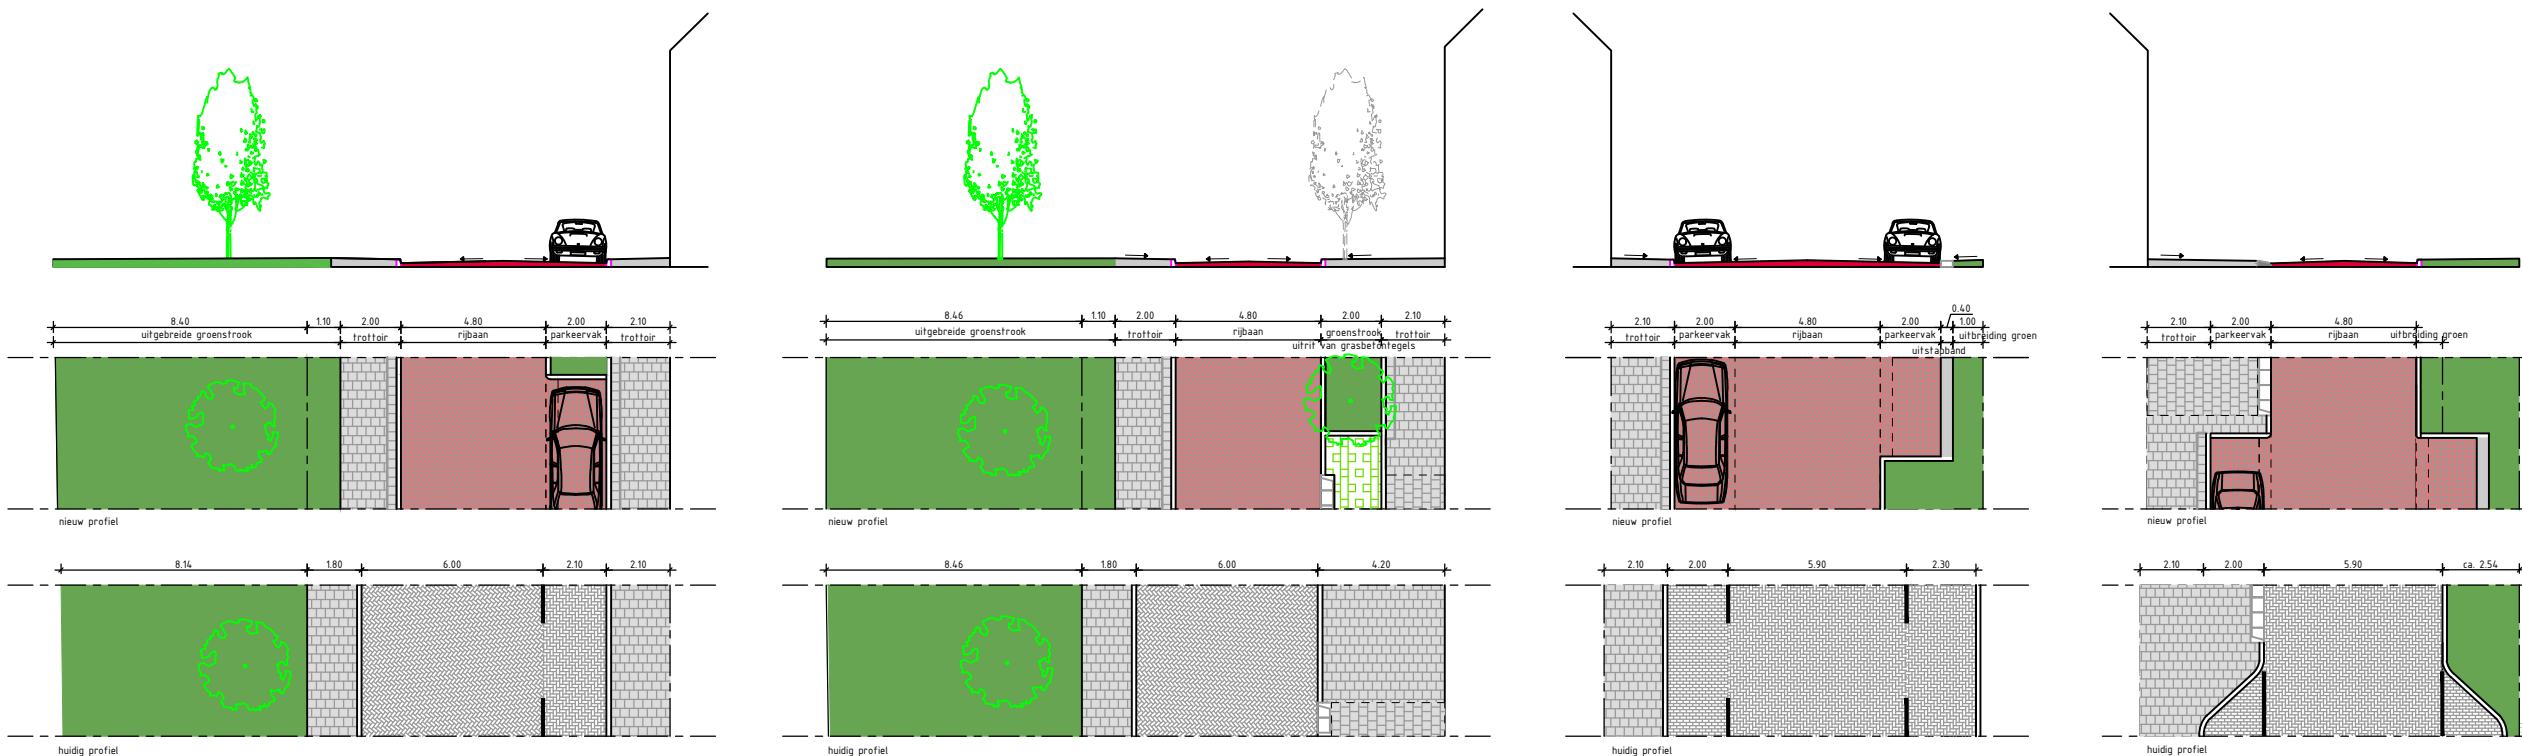 8.40 1.10 2.00 4.80 2.00 2.10
uitgebreide groenstrook trottoir rijbaan parkeervak trottoir
nieuw profiel
8.14 1.80 6.00 2.10 2.10
huidig profiel
8.46 1.10 2.00 4.80 2.00 2.10
uitgebreide groenstrook trottoir rijbaan groenstrook trottoir
uitrit van grasbetontegels
nieuw profiel
8.46 1.80 6.00 4.20
huidig profiel
0.40
2.10 2.00 4.80 2.00 1.00
trottoir parkeervak rijbaan parkeervak uitbreiding groen
uitstapband
nieuw profiel
2.10 2.00 5.90 2.30
huidig profiel
2.10 2.00 4.80
trottoir parkeervak rijbaan uitbreiding groen
nieuw profiel
2.10 2.00 5.90 ca. 2.54
huidig profiel